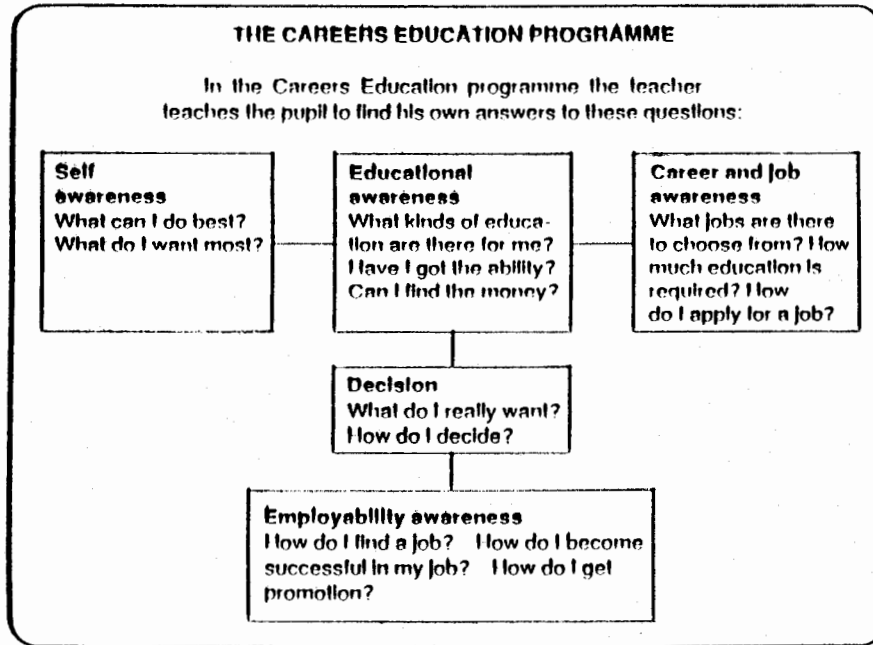 THE CAREERS EDUCATION PROGRAMME
In the Careers Education programme the teacher
teaches the pupil to find his own answers to these questions:
Self
awareness
What can I do best?
What do I want most?
Educational
awareness
What kinds of educa-
tion are there for me?
Have I got the ability?
Can I find the money?
Career and job
awareness
What jobs are there
to choose from? How
much education is
required? How
do I apply for a job?
Decision
What do I really want?
How do I decide?
Employability awareness
How do I find a job? How do I become
successful in my job? How do I get
promotion?